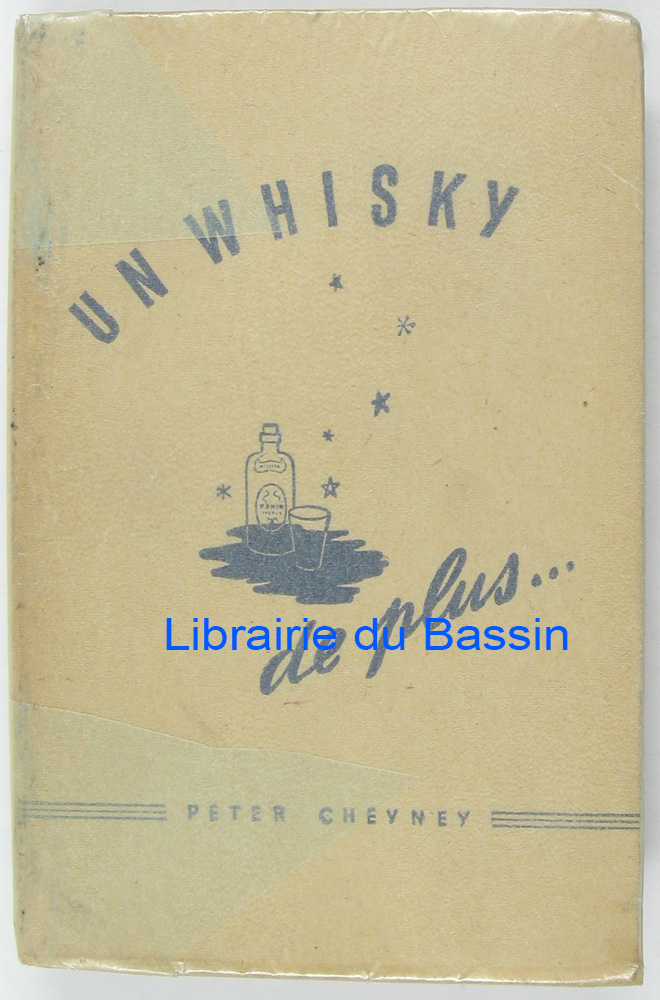 UN WHISKY
de plus...
Librairie du Bassin
PETER CHEYNEY